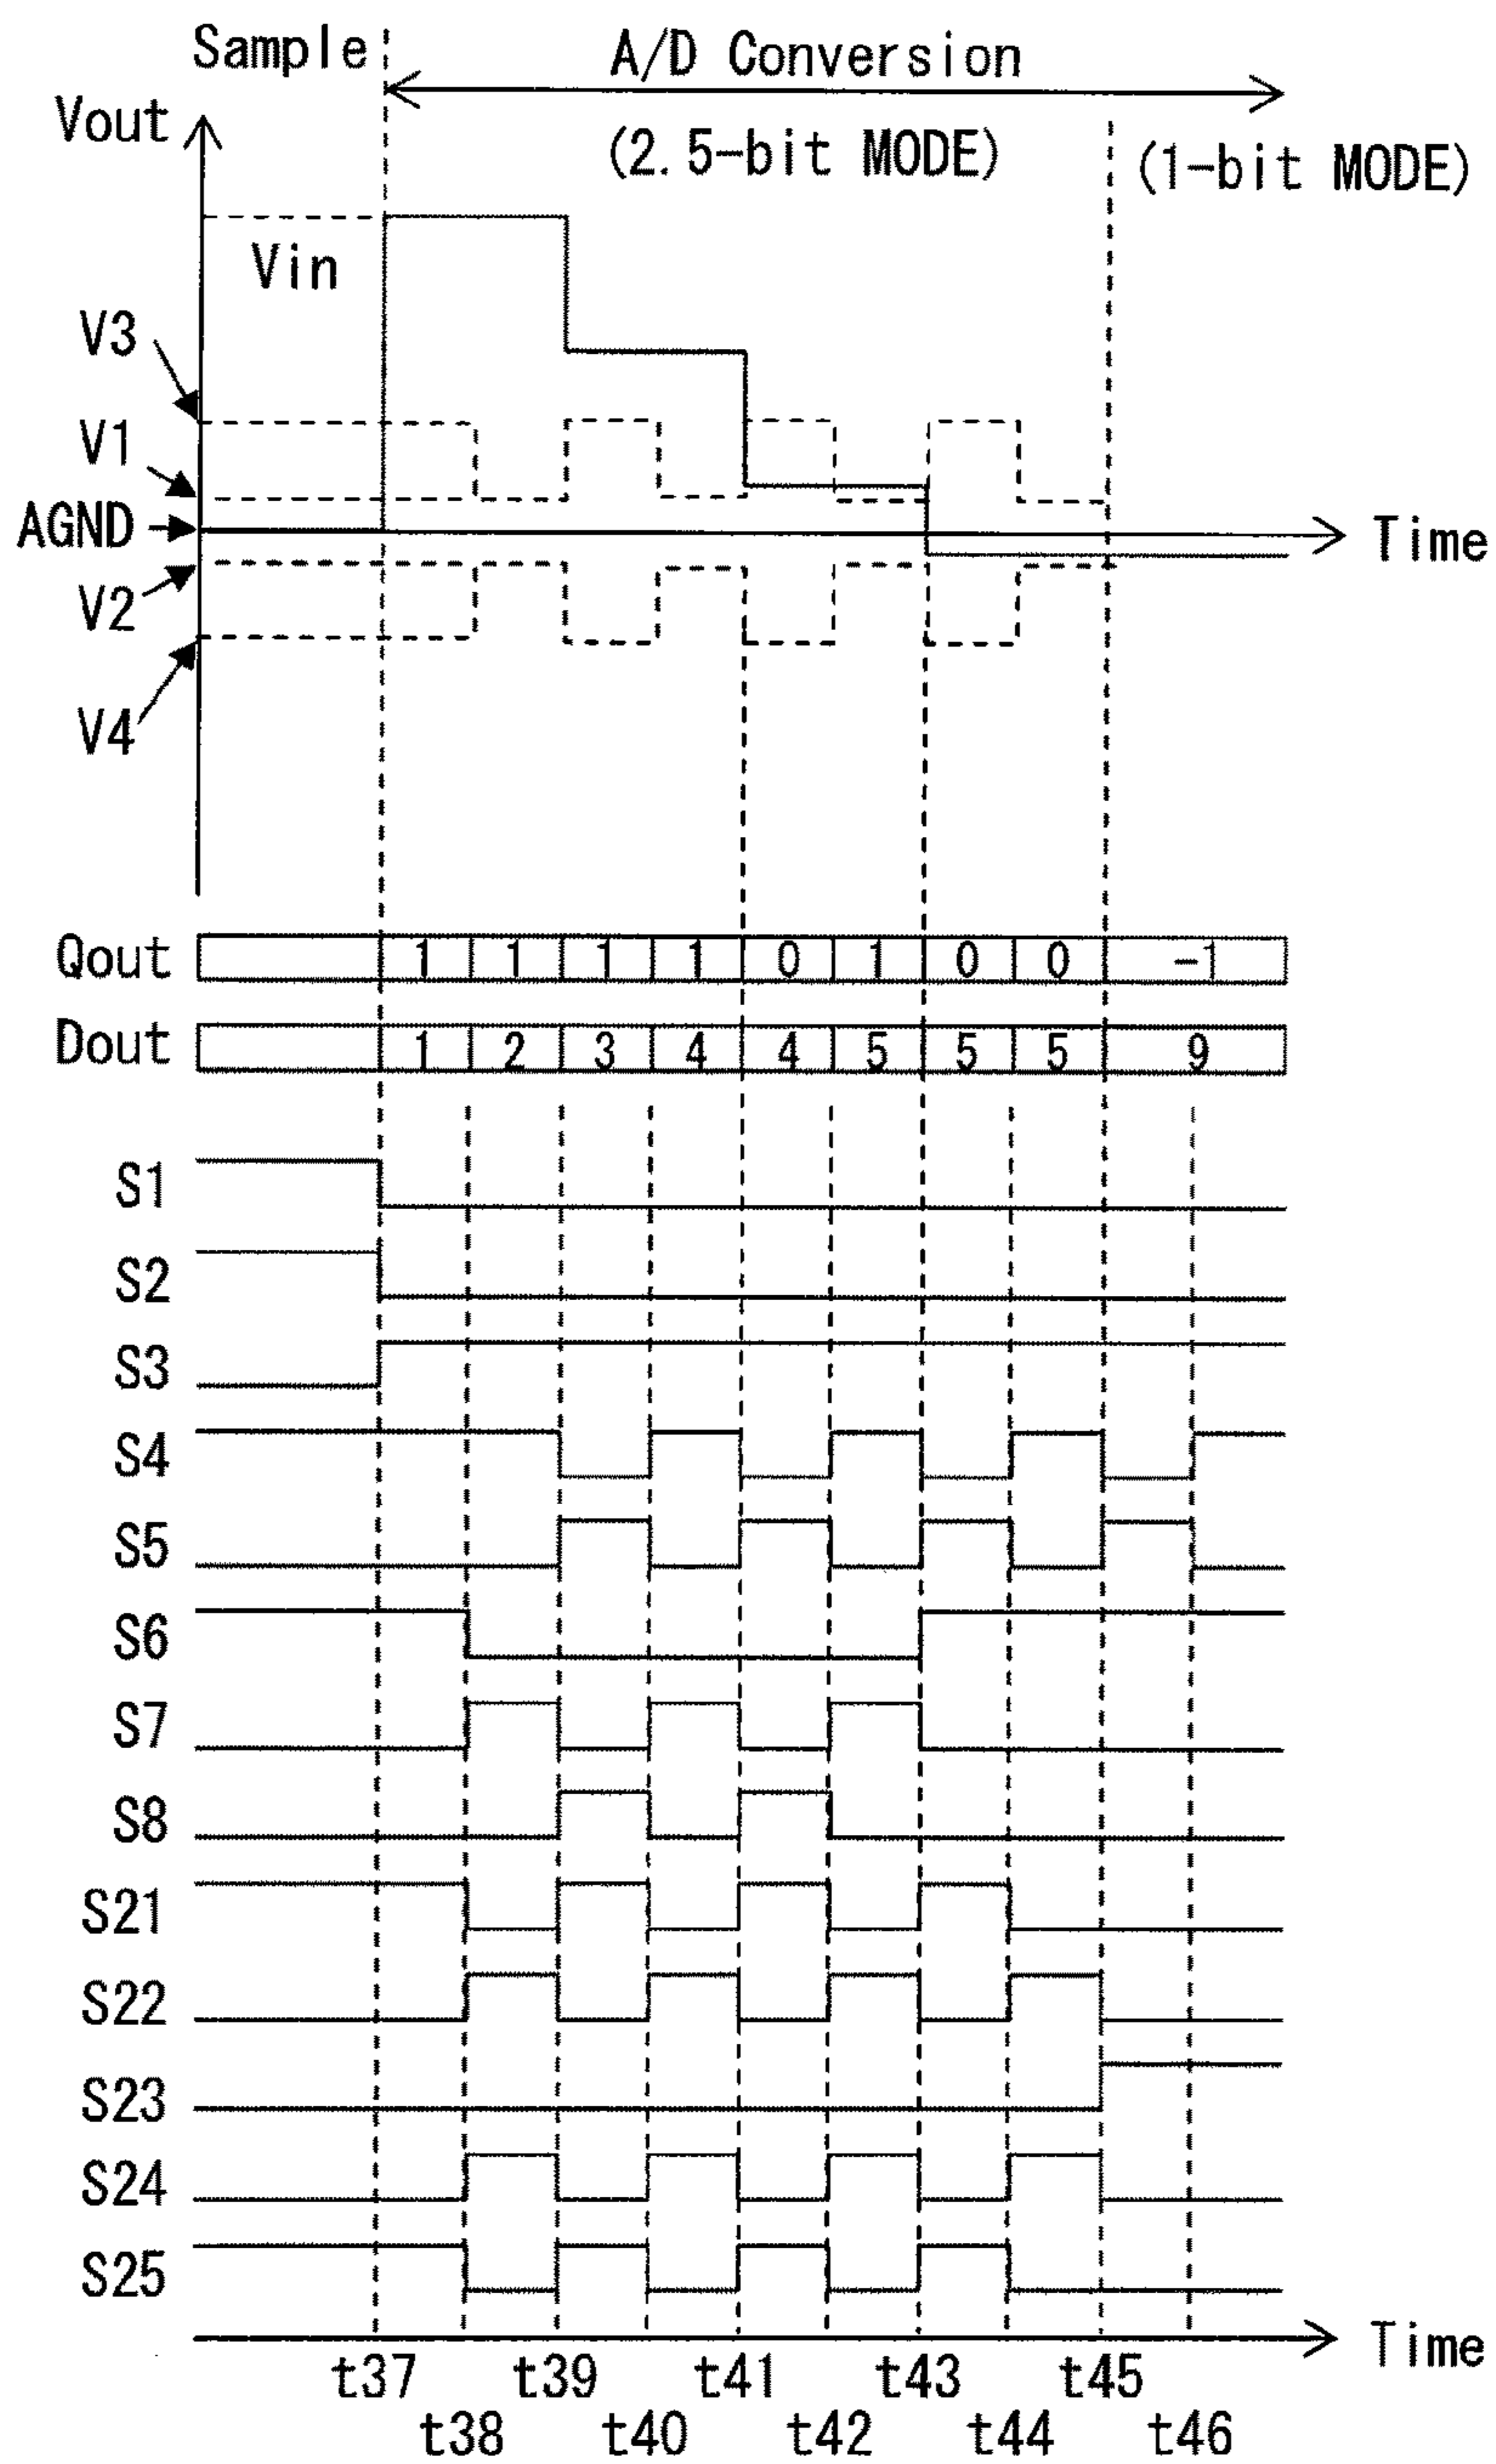 Sample
A/D Conversion
Vout
(2.5-bit MODE)
(1-bit MODE)
Vin
V3
V1
AGND
Time
V2
V4
Qout 1 1 1 1 0 1 0 0 -1
Dout 1 2 3 4 4 5 5 5 9
S1
S2
S3
S4
S5
S6
S7
S8
S21
S22
S23
S24
S25
Time
t37 t39 t41 t43 t45
t38 t40 t42 t44 t46